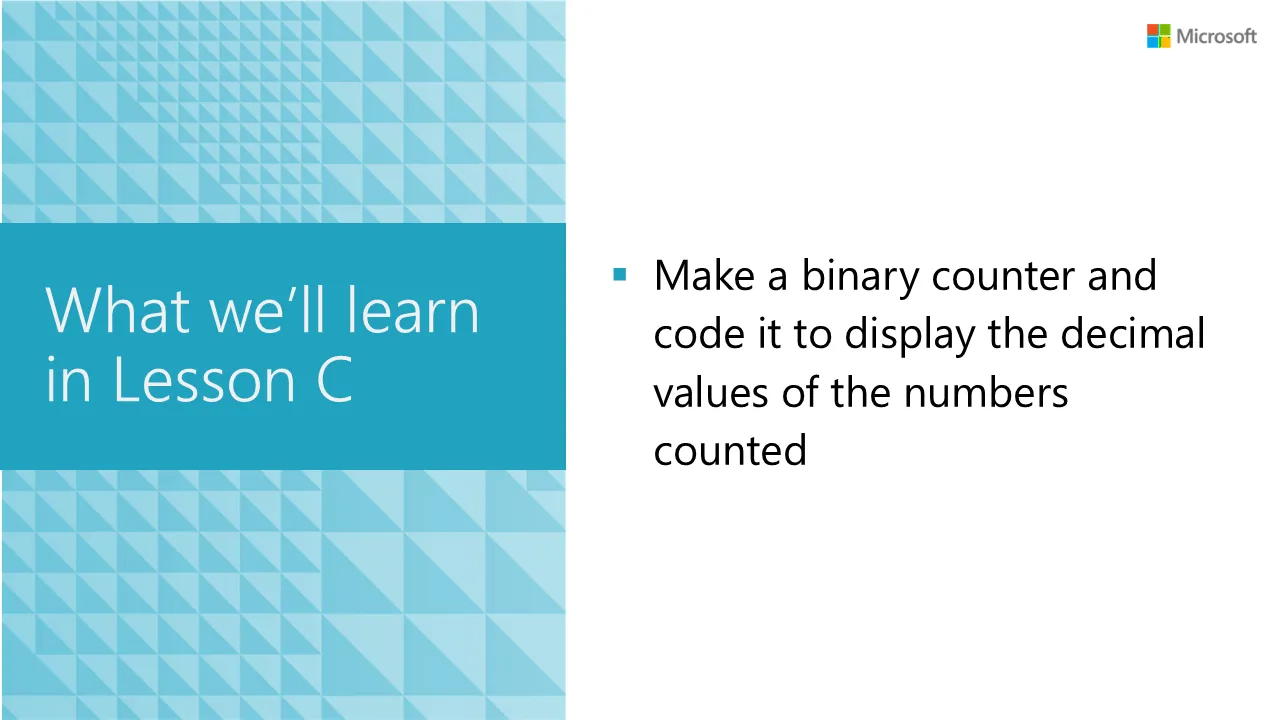 Microsoft
What we’ll learn
in Lesson C
▪ Make a binary counter and
code it to display the decimal
values of the numbers
counted